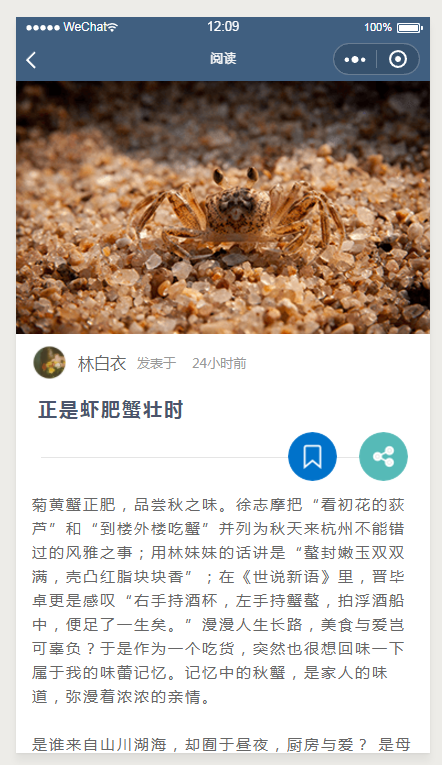 WeChat
12:09
100%
阅读
林白衣 发表于 24小时前
正是虾肥蟹壮时
菊黄蟹正肥，品尝秋之味。徐志摩把“看初花的荻
芦”和“到楼外楼吃蟹”并列为秋天来杭州不能错
过的风雅之事；用林妹妹的话讲是“螯封嫩玉双双
满，壳凸红脂块块香”；在《世说新语》里，晋毕
卓更是感叹“右手持酒杯，左手持蟹螯，拍浮酒船
中，便足了一生矣。”漫漫人生长路，美食与爱岂
可辜负？于是作为一个吃货，突然也很想回味一下
属于我的味蕾记忆。记忆中的秋蟹，是家人的味
道，弥漫着浓浓的亲情。
是谁来自山川湖海，却囿于昼夜，厨房与爱？ 是母